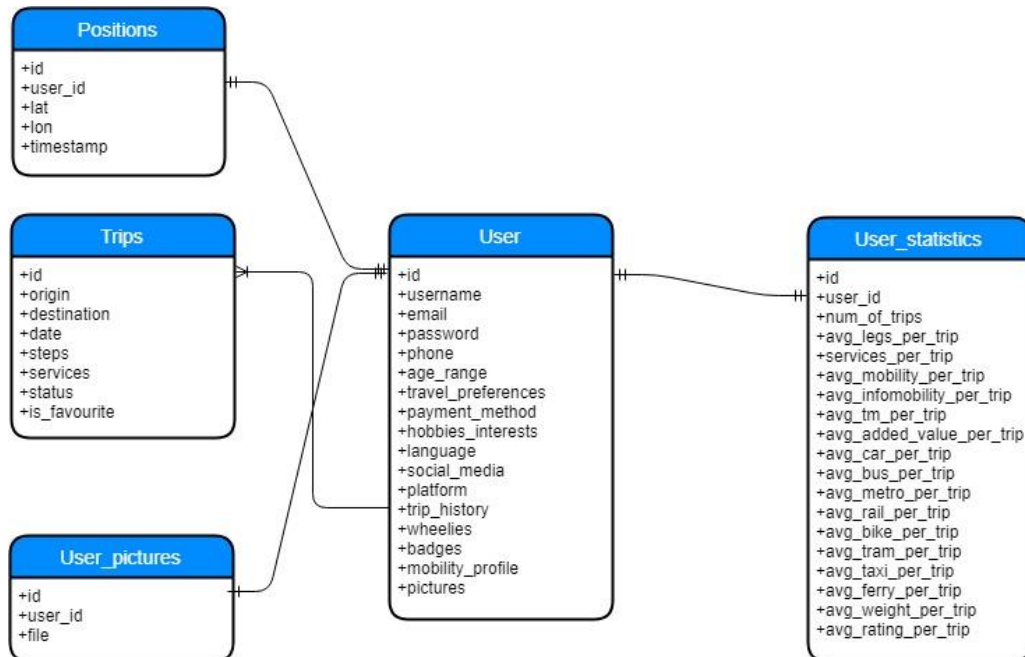 Positions
+id
+user_id
+lat
+lon
+timestamp
Trips
+id
+origin
+destination
+date
+steps
+services
+status
+is_favourite
User_pictures
+id
+user_id
+file
User
+id
+username
+email
+password
+phone
+age_range
+travel_preferences
+payment_method
+hobbies_interests
+language
+social_media
+platform
+trip_history
+wheelies
+badges
+mobility_profile
+pictures
User_statistics
+id
+user_id
+num_of_trips
+avg_legs_per_trip
+services_per_trip
+avg_mobility_per_trip
+avg_infomobility_per_trip
+avg_tm_per_trip
+avg_added_value_per_trip
+avg_car_per_trip
+avg_bus_per_trip
+avg_metro_per_trip
+avg_rail_per_trip
+avg_bike_per_trip
+avg_tram_per_trip
+avg_taxi_per_trip
+avg_ferry_per_trip
+avg_weight_per_trip
+avg_rating_per_trip